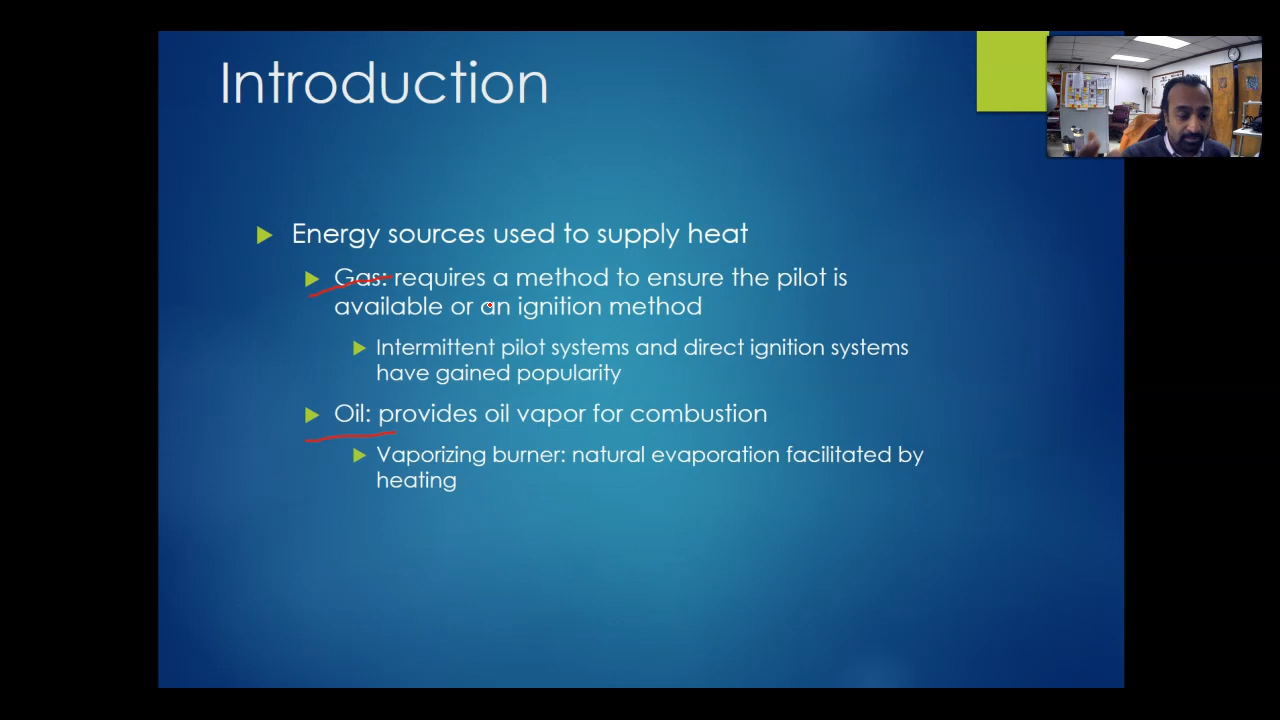 Introduction
Energy sources used to supply heat
Gas: requires a method to ensure the pilot is
available or an ignition method
Intermittent pilot systems and direct ignition systems
have gained popularity
Oil: provides oil vapor for combustion
Vaporizing burner: natural evaporation facilitated by
heating